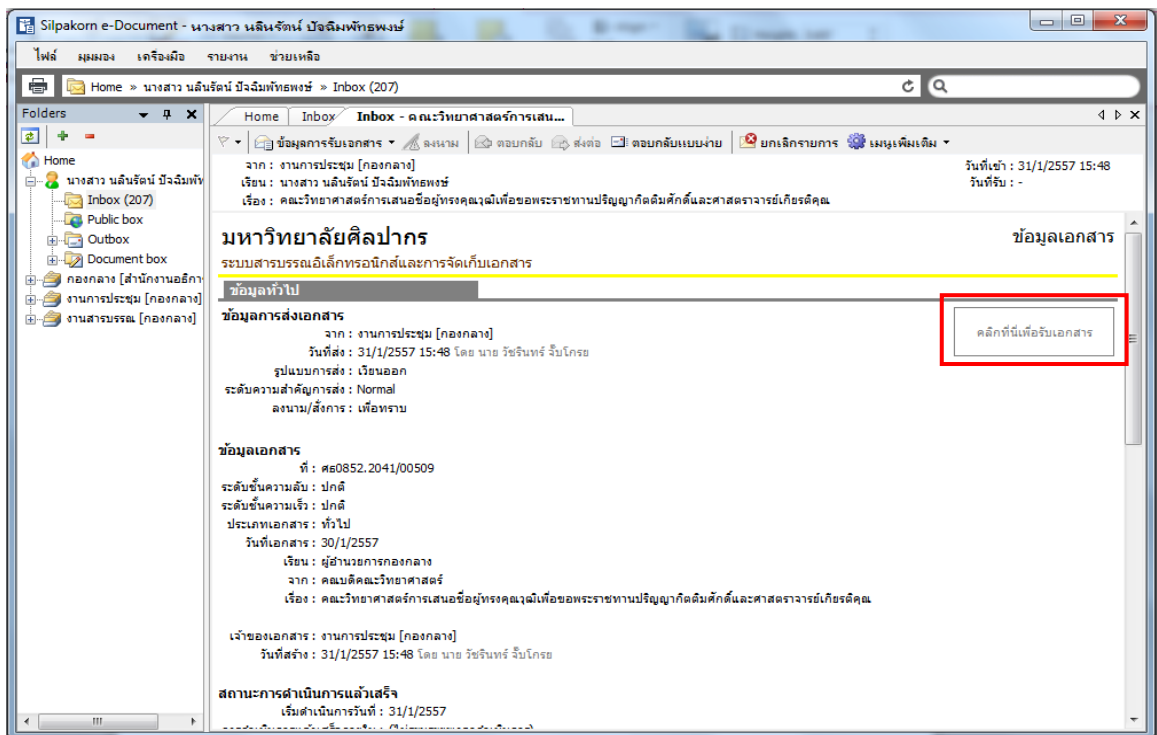 Silpakorn e-Document - นางสาว นลินรัตน์ ปัจฉิมพัทธพงษ์
ไฟล์ มุมมอง เครื่องมือ รายงาน ช่วยเหลือ
Home » นางสาว นลินรัตน์ ปัจฉิมพัทธพงษ์ » Inbox (207)
Folders
Home
นางสาว นลินรัตน์ ปัจฉิมพัท
Inbox (207)
Public box
Outbox
Document box
กองกลาง [สำนักงานอธิกา
งานการประชุม [กองกลาง]
งานสารบรรณ [กองกลาง]
Home Inbox Inbox - คณะวิทยาศาสตร์การเสน...
ข้อมูลการรับเอกสาร ลงนาม ตอบกลับ ส่งต่อ ตอบกลับแบบง่าย ยกเลิกรายการ เมนูเพิ่มเติม
จาก : งานการประชุม [กองกลาง] วันที่เข้า : 31/1/2557 15:48
เรียน : นางสาว นลินรัตน์ ปัจฉิมพัทธพงษ์ วันที่รับ : -
เรื่อง : คณะวิทยาศาสตร์การเสนอชื่อผู้ทรงคุณวุฒิเพื่อขอพระราชทานปริญญากิตติมศักดิ์และศาสตราจารย์เกียรติคุณ
มหาวิทยาลัยศิลปากร ข้อมูลเอกสาร
ระบบสารบรรณอิเล็กทรอนิกส์และการจัดเก็บเอกสาร
ข้อมูลทั่วไป
ข้อมูลการส่งเอกสาร
คลิกที่นี่เพื่อรับเอกสาร
จาก : งานการประชุม [กองกลาง]
วันที่ส่ง : 31/1/2557 15:48 โดย นาย วัชรินทร์ จั๊บโกรย
รูปแบบการส่ง : เวียนออก
ระดับความสำคัญการส่ง : Normal
ลงนาม/สั่งการ : เพื่อทราบ
ข้อมูลเอกสาร
ที่ : ศธ0852.2041/00509
ระดับชั้นความลับ : ปกติ
ระดับชั้นความเร็ว : ปกติ
ประเภทเอกสาร : ทั่วไป
วันที่เอกสาร : 30/1/2557
เรียน : ผู้อำนวยการกองกลาง
จาก : คณบดีคณะวิทยาศาสตร์
เรื่อง : คณะวิทยาศาสตร์การเสนอชื่อผู้ทรงคุณวุฒิเพื่อขอพระราชทานปริญญากิตติมศักดิ์และศาสตราจารย์เกียรติคุณ
เจ้าของเอกสาร : งานการประชุม [กองกลาง]
วันที่สร้าง : 31/1/2557 15:48 โดย นาย วัชรินทร์ จั๊บโกรย
สถานะการดำเนินการแล้วเสร็จ
เริ่มดำเนินการวันที่ : 31/1/2557